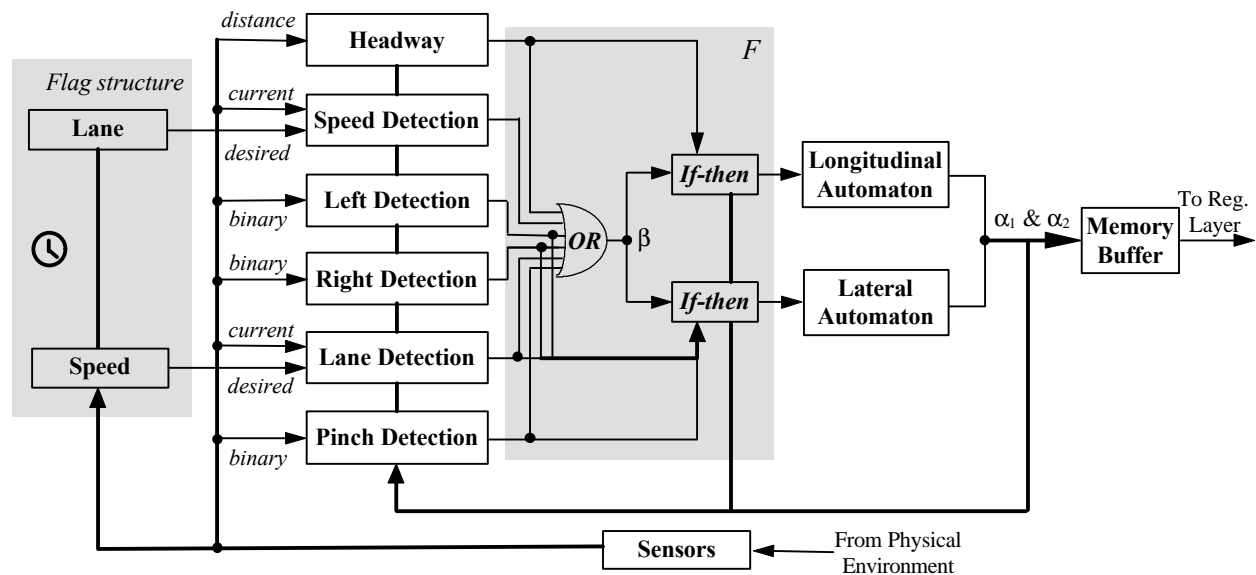 distance
Headway
F
Flag structure
current
Lane
Speed Detection
desired
If-then
Longitudinal
Automaton
Left Detection
binary
OR
β
α1 & α2
Memory
Buffer
To Reg.
Layer
binary
Right Detection
If-then
Lateral
Automaton
current
Lane Detection
Speed
desired
Pinch Detection
binary
Sensors
From Physical
Environment